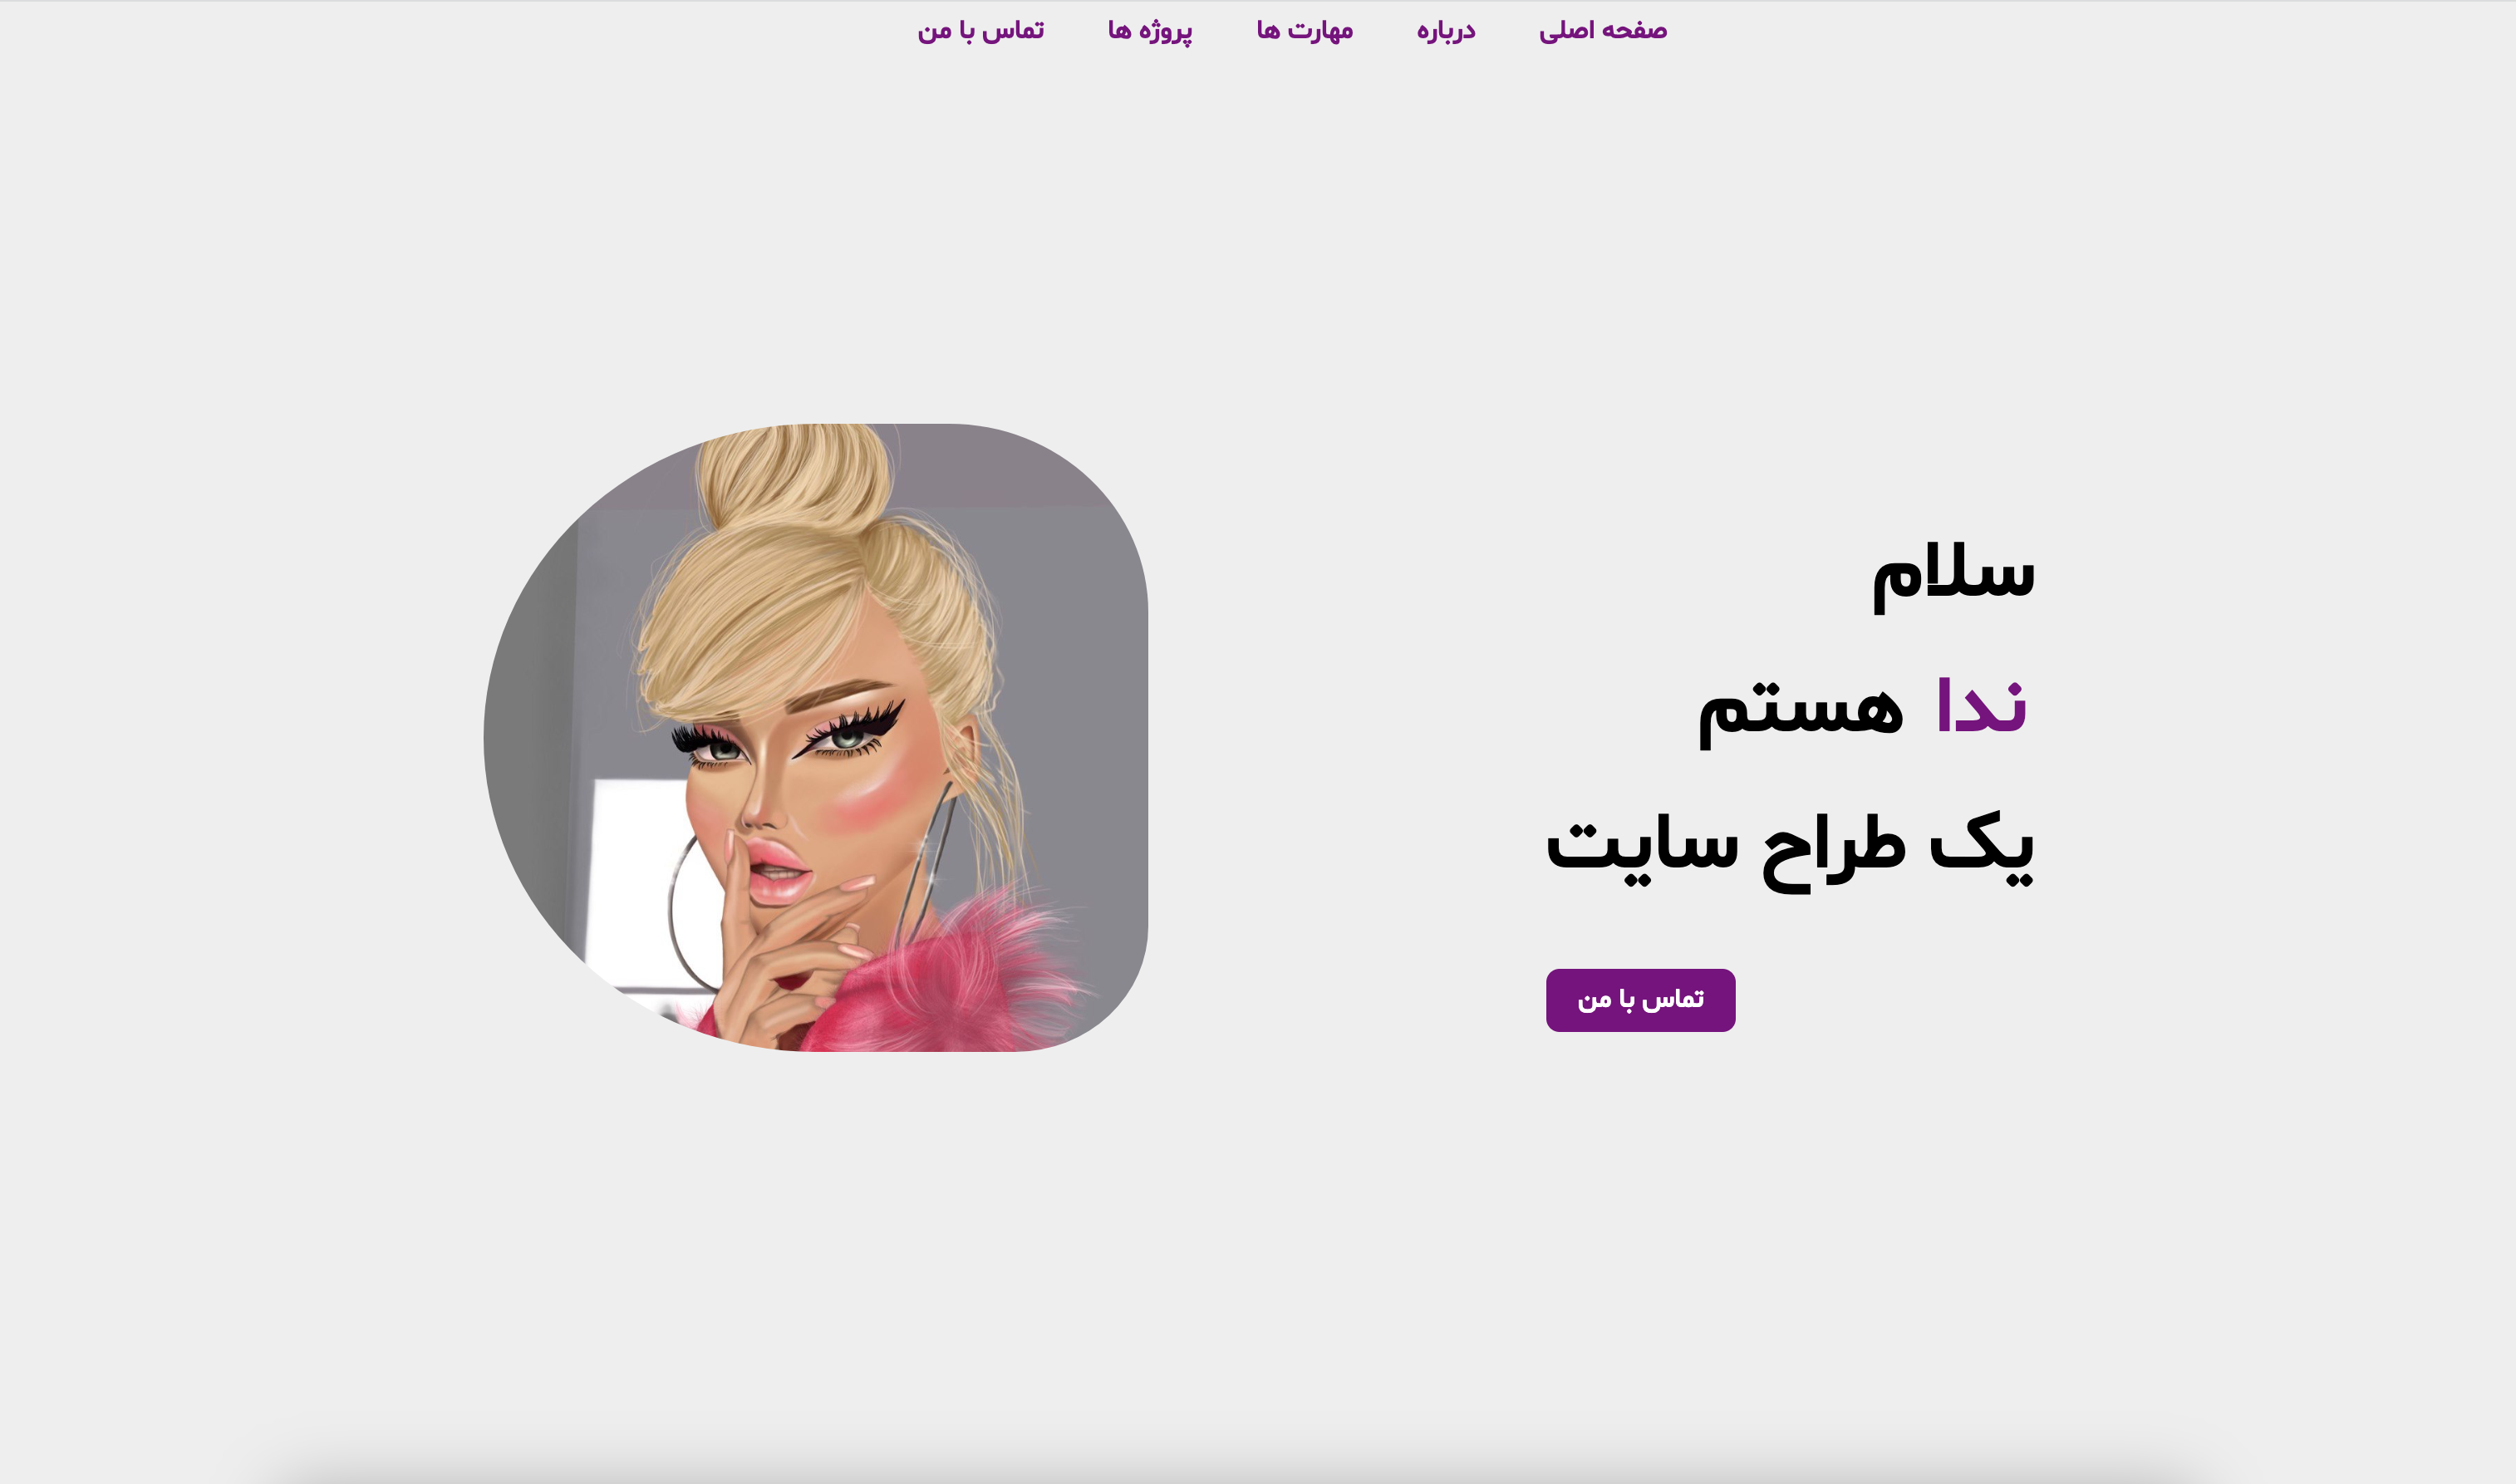 صفحه اصلی درباره مهارت ها پروژه ها تماس با من
سلام
ندا هستم
یک طراح سایت
تماس با من